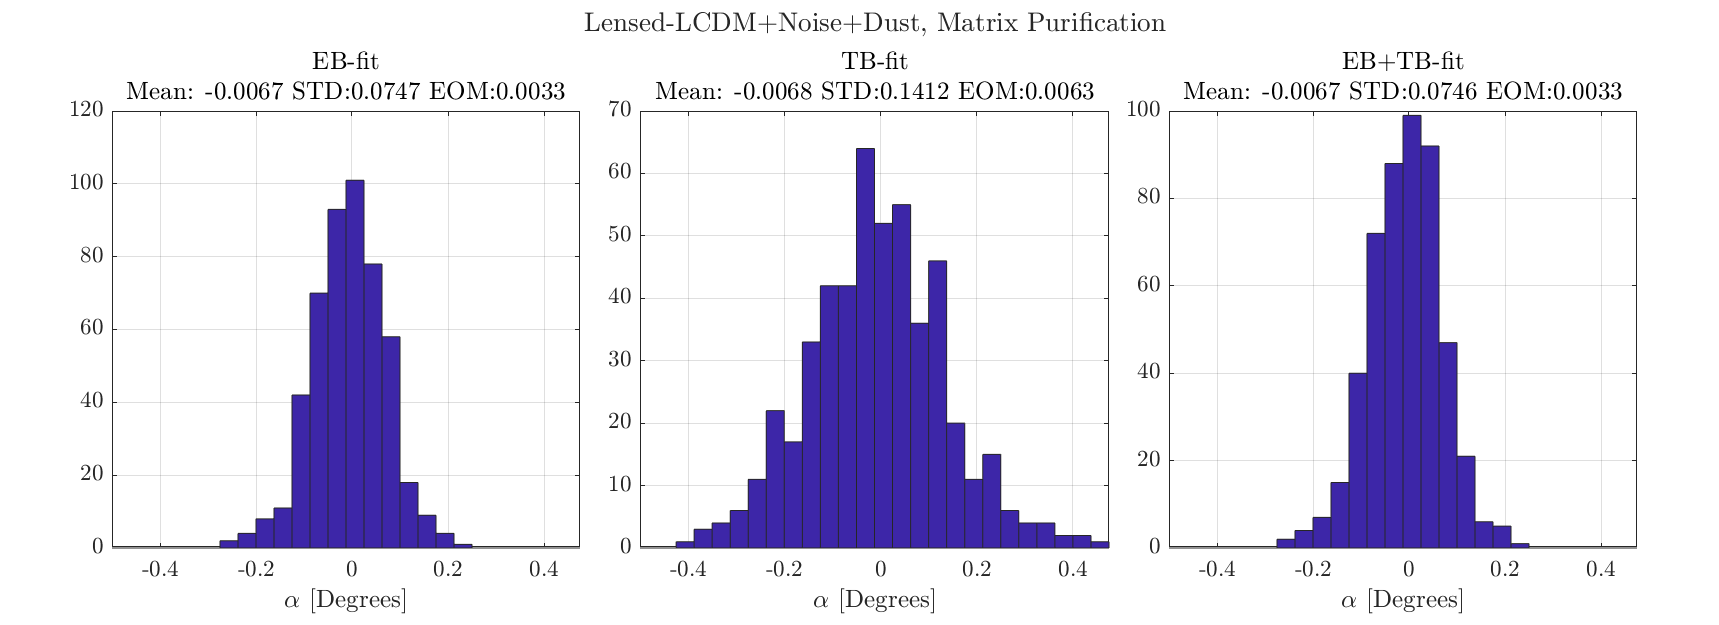 Lensed-LCDM+Noise+Dust, Matrix Purification
EB-fit
Mean: -0.0067 STD:0.0747 EOM:0.0033
120
100
80
60
40
20
0
-0.4 -0.2 0 0.2 0.4
α [Degrees]
TB-fit
Mean: -0.0068 STD:0.1412 EOM:0.0063
70
60
50
40
30
20
10
0
-0.4 -0.2 0 0.2 0.4
α [Degrees]
EB+TB-fit
Mean: -0.0067 STD:0.0746 EOM:0.0033
100
80
60
40
20
0
-0.4 -0.2 0 0.2 0.4
α [Degrees]